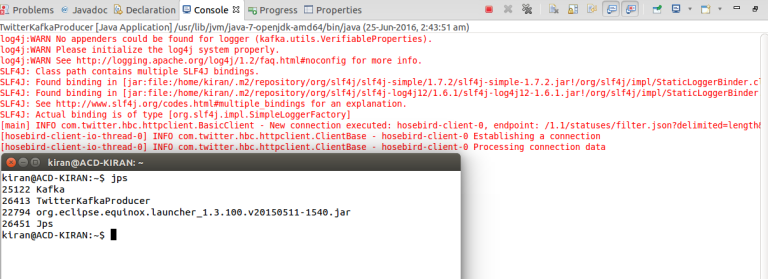 Problems @ Javadoc Declaration Console Progress Properties
TwitterKafkaProducer [Java Application] /usr/lib/jvm/java-7-openjdk-amd64/bin/java (25-Jun-2016, 2:43:51 am)
log4j:WARN No appenders could be found for logger (kafka.utils.VerifiableProperties).
log4j:WARN Please initialize the log4j system properly.
log4j:WARN See http://logging.apache.org/log4j/1.2/faq.html#noconfig for more info.
SLF4J: Class path contains multiple SLF4J bindings.
SLF4J: Found binding in [jar:file:/home/kiran/.m2/repository/org/slf4j/slf4j-simple/1.7.2/slf4j-simple-1.7.2.jar!/org/slf4j/impl/StaticLoggerBinder.cl
SLF4J: Found binding in [jar:file:/home/kiran/.m2/repository/org/slf4j/slf4j-log4j12/1.6.1/slf4j-log4j12-1.6.1.jar!/org/slf4j/impl/StaticLoggerBinder.
SLF4J: See http://www.slf4j.org/codes.html#multiple_bindings for an explanation.
SLF4J: Actual binding is of type [org.slf4j.impl.SimpleLoggerFactory]
[main] INFO com.twitter.hbc.httpclient.BasicClient - New connection executed: hosebird-client-0, endpoint: /1.1/statuses/filter.json?delimited=length&
[hosebird-client-io-thread-0] INFO com.twitter.hbc.httpclient.ClientBase - hosebird-client-0 Establishing a connection
[hosebird-client-io-thread-0] INFO com.twitter.hbc.httpclient.ClientBase - hosebird-client-0 Processing connection data
kiran@ACD-KIRAN: ~
kiran@ACD-KIRAN:~$ jps
25122 Kafka
26413 TwitterKafkaProducer
22794 org.eclipse.equinox.launcher_1.3.100.v20150511-1540.jar
26451 Jps
kiran@ACD-KIRAN:~$